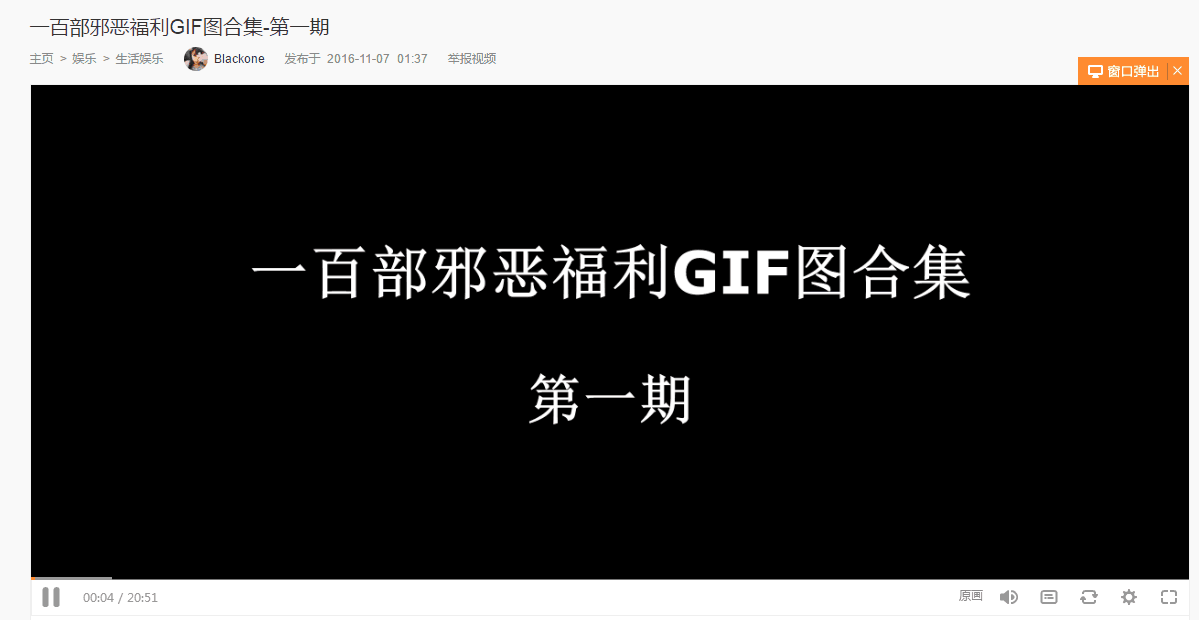 一百部邪恶福利GIF图合集-第一期
主页 > 娱乐 > 生活娱乐 Blackone 发布于 2016-11-07 01:37 举报视频
窗口弹出
一百部邪恶福利GIF图合集
第一期
00:04 / 20:51 原画